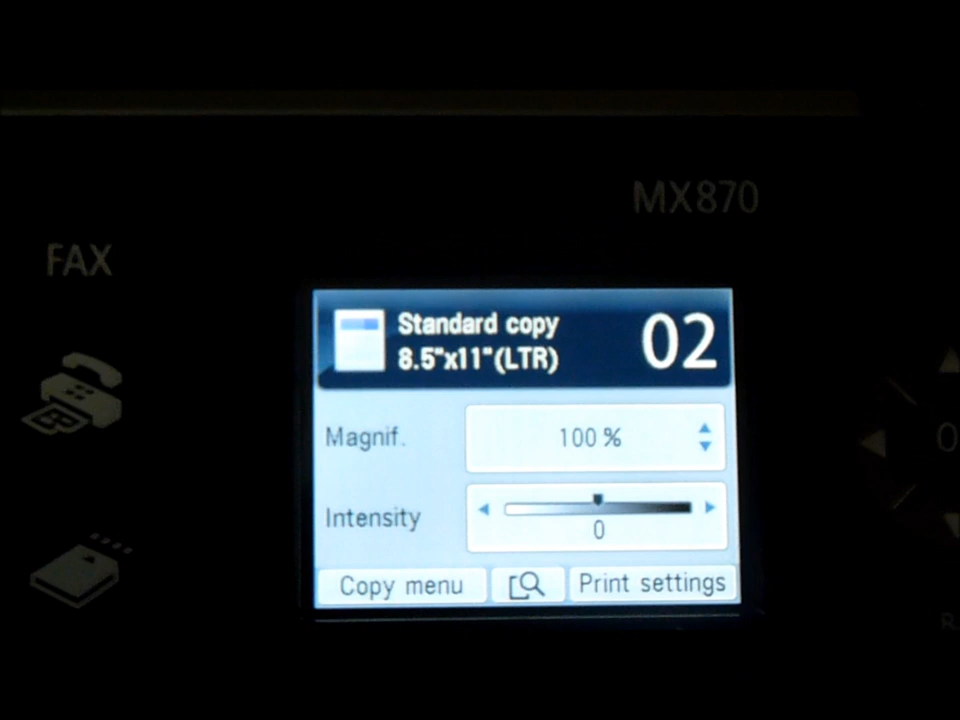 MX870
FAX
Standard copy
8.5"x11"(LTR)
02
Magnif.
100 %
Intensity
0
Copy menu
Print settings